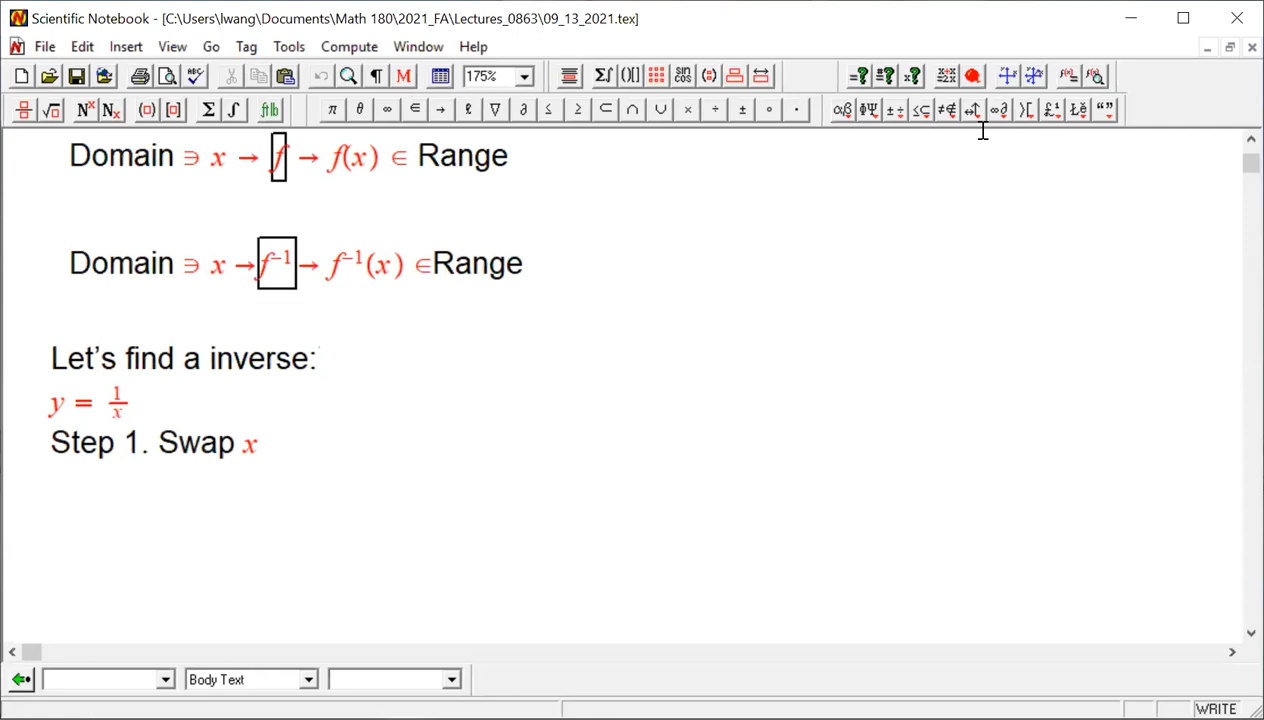 Scientific Notebook - [C:\Users\lwang\Documents\Math 180\2021_FA\Lectures_0863\09_13_2021.tex]
File Edit Insert View Go Tag Tools Compute Window Help
175%
Domain ∋ x → f → f(x) ∈ Range
Domain ∋ x → f⁻¹ → f⁻¹(x) ∈Range
Let's find a inverse:
y = 1/x
Step 1. Swap x
Body Text
WRITE